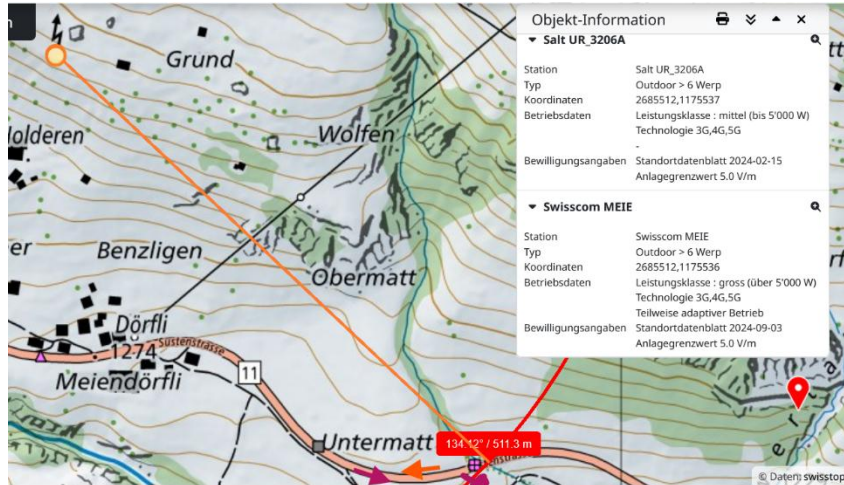 Objekt-Information
Salt UR_3206A
Station Salt UR_3206A
Typ Outdoor > 6 Werp
Koordinaten 2685512,1175537
Betriebsdaten Leistungsklasse : mittel (bis 5'000 W)
Technologie 3G,4G,5G
-
Bewilligungsangaben Standortdatenblatt 2024-02-15
Anlagegrenzwert 5.0 V/m
Swisscom MEIE
Station Swisscom MEIE
Typ Outdoor > 6 Werp
Koordinaten 2685512,1175536
Betriebsdaten Leistungsklasse : gross (über 5'000 W)
Technologie 3G,4G,5G
Teilweise adaptiver Betrieb
Bewilligungsangaben Standortdatenblatt 2024-09-03
Anlagegrenzwert 5.0 V/m
Grund
Wolfen
olderen
Benzligen
Obermatt
Dörfli
1274
Sustenstrasse
11
Meiendörfli
Untermatt
134.12° / 511.3 m
© Daten: swisstop